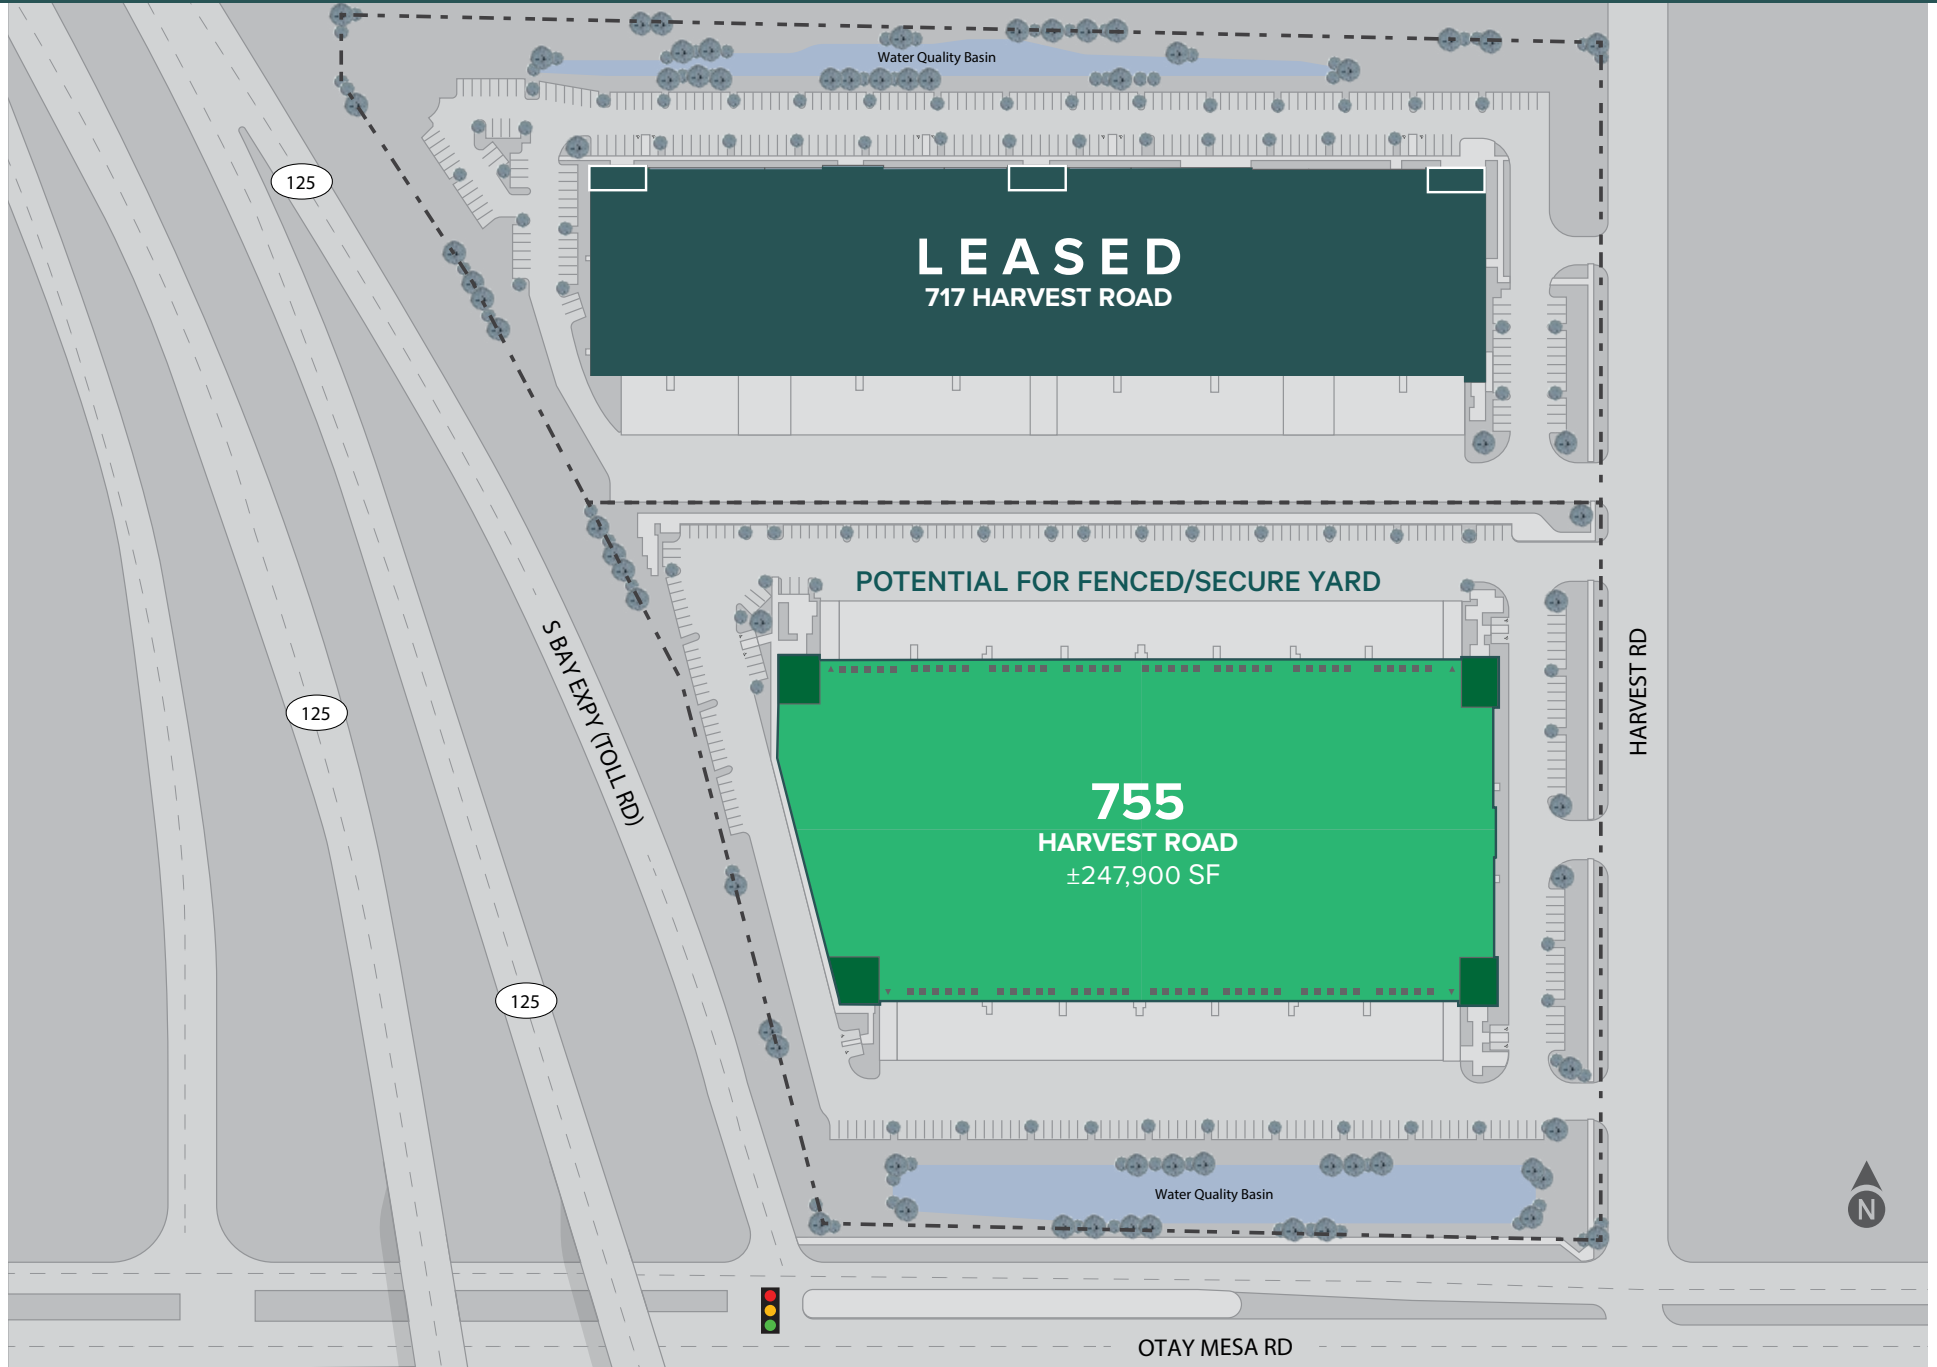 Water Quality Basin
125
LEASED
717 HARVEST ROAD
POTENTIAL FOR FENCED/SECURE YARD
S BAY EXPY (TOLL RD)
HARVEST RD
125
755
HARVEST ROAD
±247,900 SF
125
Water Quality Basin
N
OTAY MESA RD